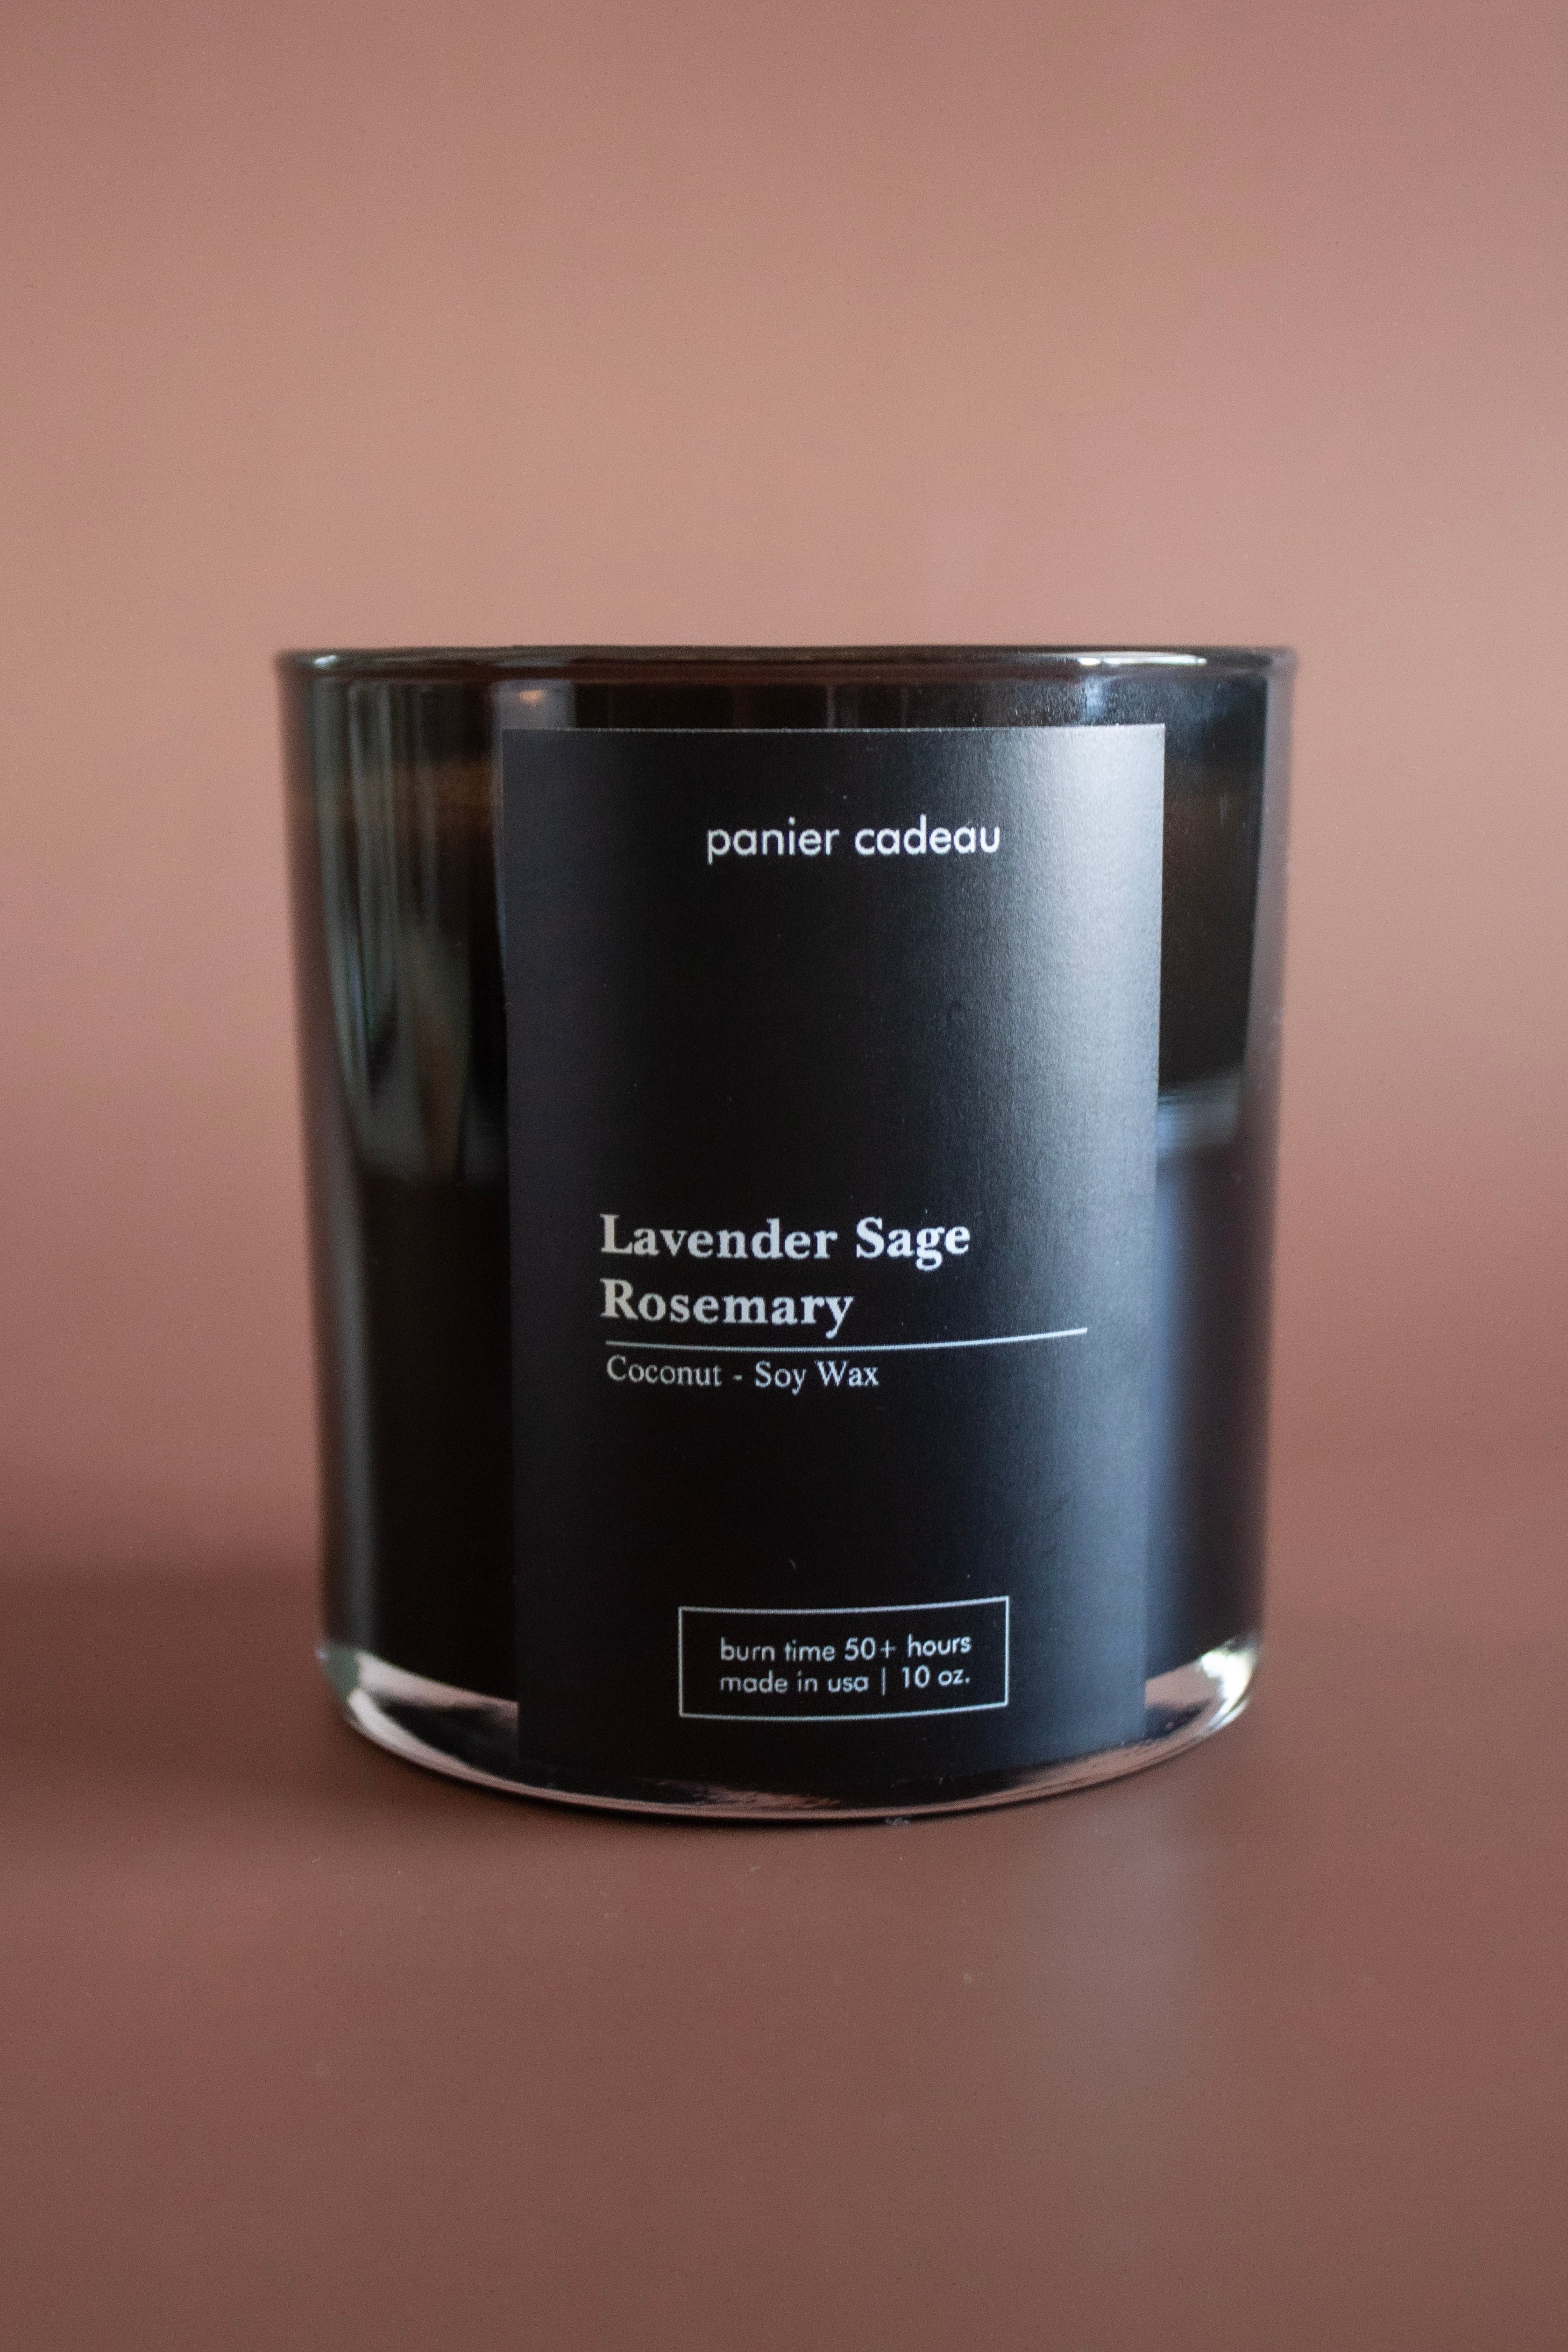 panier cadeau
Lavender Sage
Rosemary
Coconut - Soy Wax
burn time 50+ hours
made in usa | 10 oz.